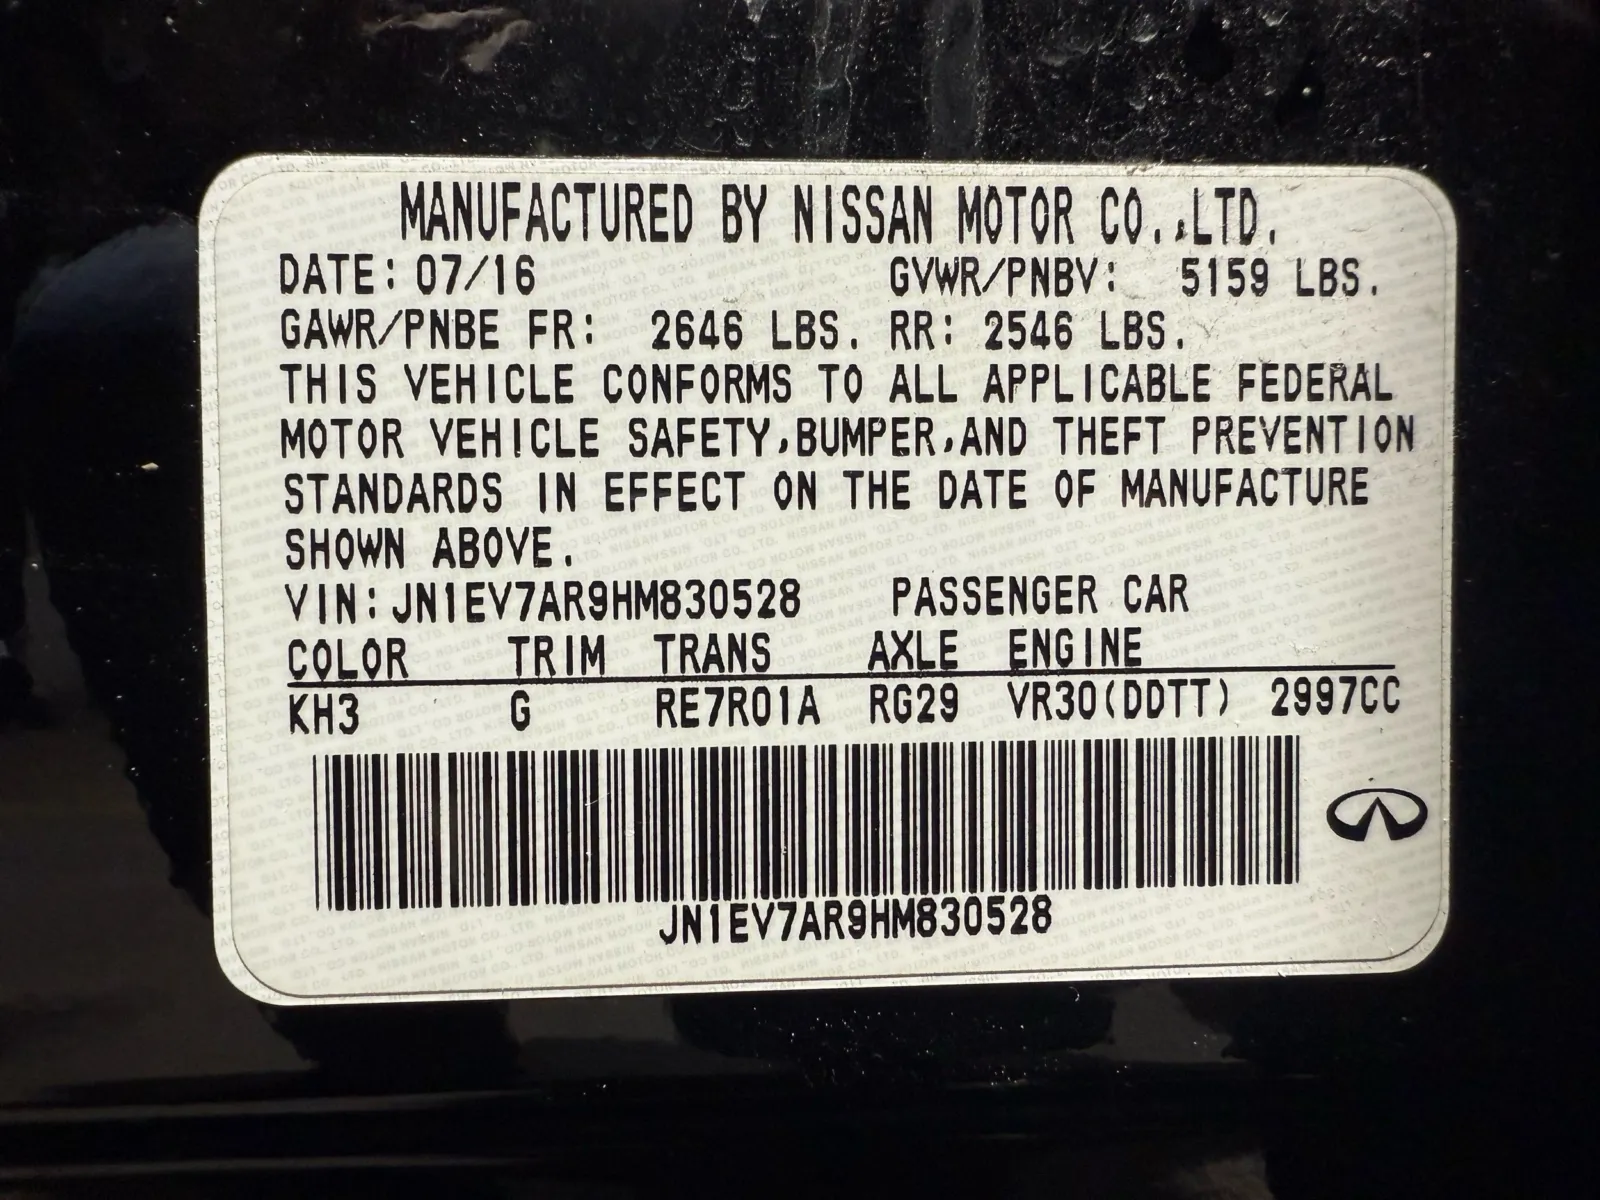 MANUFACTURED BY NISSAN MOTOR CO.,LTD.
DATE: 07/16 GVWR/PNBV: 5159 LBS.
GAWR/PNBE FR: 2646 LBS. RR: 2546 LBS.
THIS VEHICLE CONFORMS TO ALL APPLICABLE FEDERAL
MOTOR VEHICLE SAFETY,BUMPER,AND THEFT PREVENTION
STANDARDS IN EFFECT ON THE DATE OF MANUFACTURE
SHOWN ABOVE.
VIN:JN1EV7AR9HM830528 PASSENGER CAR
COLOR TRIM TRANS AXLE ENGINE
KH3 G RE7R01A RG29 VR30(DDTT) 2997CC
JN1EV7AR9HM830528